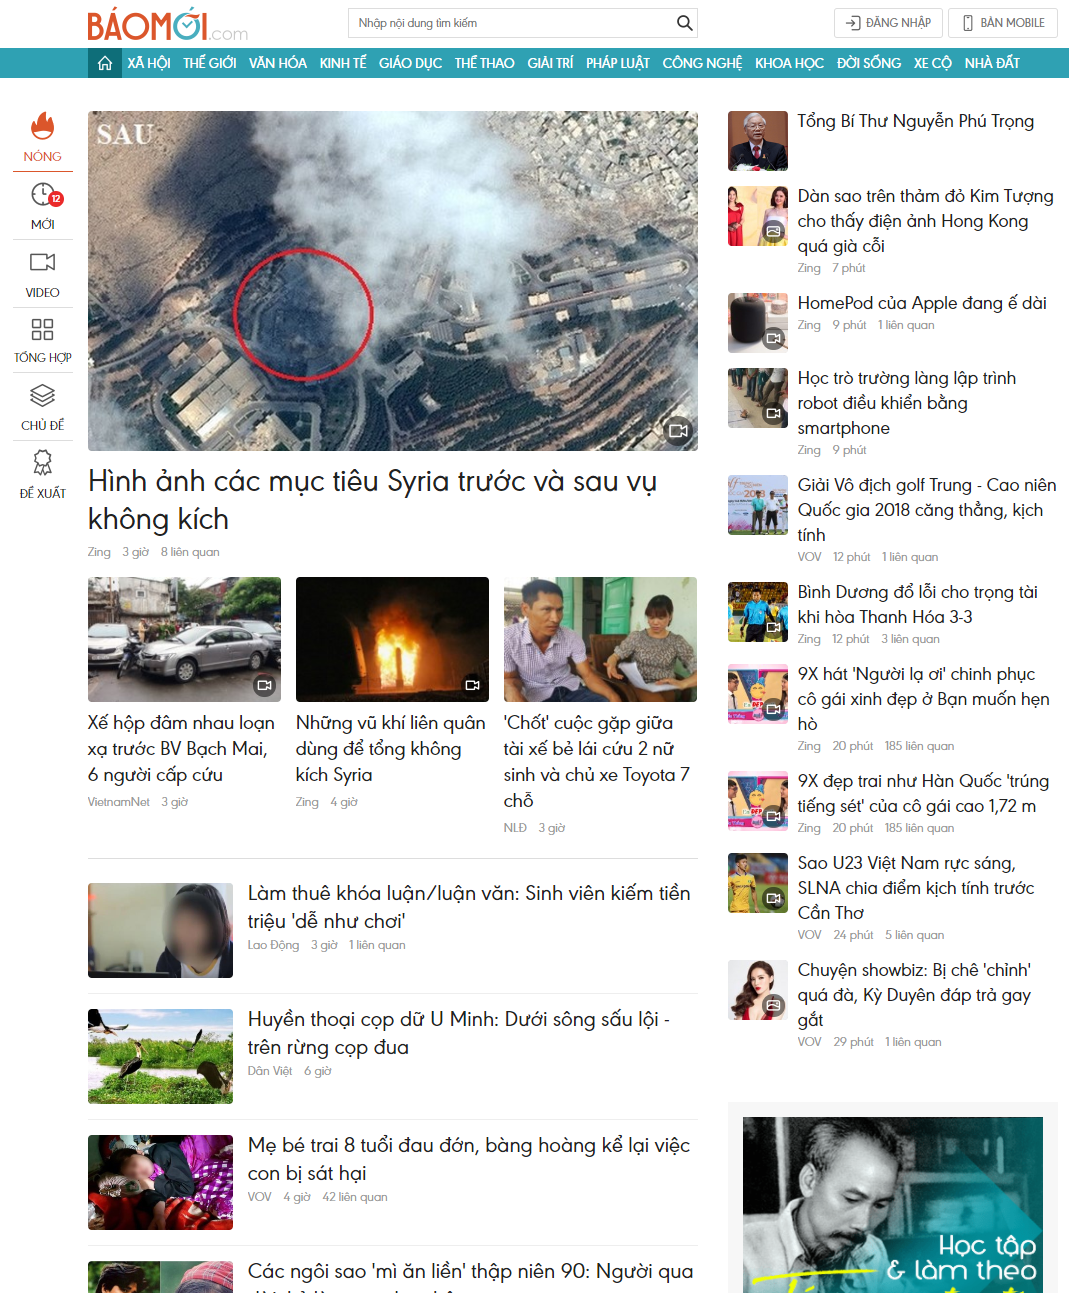 BÁOMỚI.com
Nhập nội dung tìm kiếm
ĐĂNG NHẬP
BẢN MOBILE
XÃ HỘI THẾ GIỚI VĂN HÓA KINH TẾ GIÁO DỤC THỂ THAO GIẢI TRÍ PHÁP LUẬT CÔNG NGHỆ KHOA HỌC ĐỜI SỐNG XE CỘ NHÀ ĐẤT
NÓNG
12
MỚI
VIDEO
TỔNG HỢP
CHỦ ĐỀ
ĐỀ XUẤT
SAU
Hình ảnh các mục tiêu Syria trước và sau vụ
không kích
Zing 3 giờ 8 liên quan
Xế hộp đâm nhau loạn
xạ trước BV Bạch Mai,
6 người cấp cứu
VietnamNet 3 giờ
Những vũ khí liên quân
dùng để tổng không
kích Syria
Zing 4 giờ
'Chốt' cuộc gặp giữa
tài xế bẻ lái cứu 2 nữ
sinh và chủ xe Toyota 7
chỗ
NLĐ 3 giờ
Làm thuê khóa luận/luận văn: Sinh viên kiếm tiền
triệu 'dễ như chơi'
Lao Động 3 giờ 1 liên quan
Huyền thoại cọp dữ U Minh: Dưới sông sấu lội -
trên rừng cọp đua
Dân Việt 6 giờ
Mẹ bé trai 8 tuổi đau đớn, bàng hoàng kể lại việc
con bị sát hại
VOV 4 giờ 42 liên quan
Các ngôi sao 'mì ăn liền' thập niên 90: Người qua
Tổng Bí Thư Nguyễn Phú Trọng
Dàn sao trên thảm đỏ Kim Tượng
cho thấy điện ảnh Hong Kong
quá già cỗi
Zing 7 phút
HomePod của Apple đang ế dài
Zing 9 phút 1 liên quan
Học trò trường làng lập trình
robot điều khiển bằng
smartphone
Zing 9 phút
Giải Vô địch golf Trung - Cao niên
Quốc gia 2018 căng thẳng, kịch
tính
VOV 12 phút 1 liên quan
Bình Dương đổ lỗi cho trọng tài
khi hòa Thanh Hóa 3-3
Zing 12 phút 3 liên quan
9X hát 'Người lạ ơi' chinh phục
cô gái xinh đẹp ở Bạn muốn hẹn
hò
Zing 20 phút 185 liên quan
9X đẹp trai như Hàn Quốc 'trúng
tiếng sét' của cô gái cao 1,72 m
Zing 20 phút 185 liên quan
Sao U23 Việt Nam rực sáng,
SLNA chia điểm kịch tính trước
Cần Thơ
VOV 24 phút 5 liên quan
Chuyện showbiz: Bị chê 'chỉnh'
quá đà, Kỳ Duyên đáp trả gay
gắt
VOV 29 phút 1 liên quan
Học tập
& làm theo